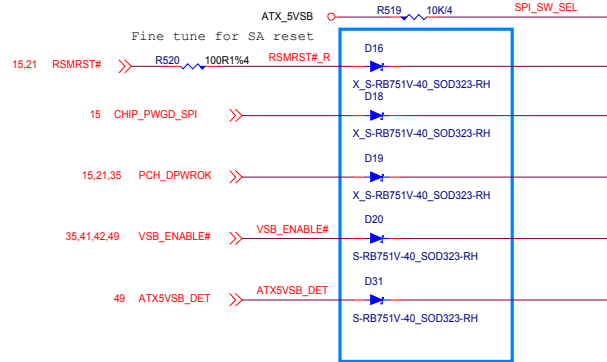 ATX_5VSB R519 10K/4 SPI_SW_SEL
Fine tune for SA reset
15,21 RSMRST# R520 100R1%4 RSMRST#_R D16
X_S-RB751V-40_SOD323-RH
15 CHIP_PWGD_SPI D18
X_S-RB751V-40_SOD323-RH
15,21,35 PCH_DPWROK D19
X_S-RB751V-40_SOD323-RH
35,41,42,49 VSB_ENABLE# VSB_ENABLE# D20
S-RB751V-40_SOD323-RH
49 ATX5VSB_DET ATX5VSB_DET D31
S-RB751V-40_SOD323-RH